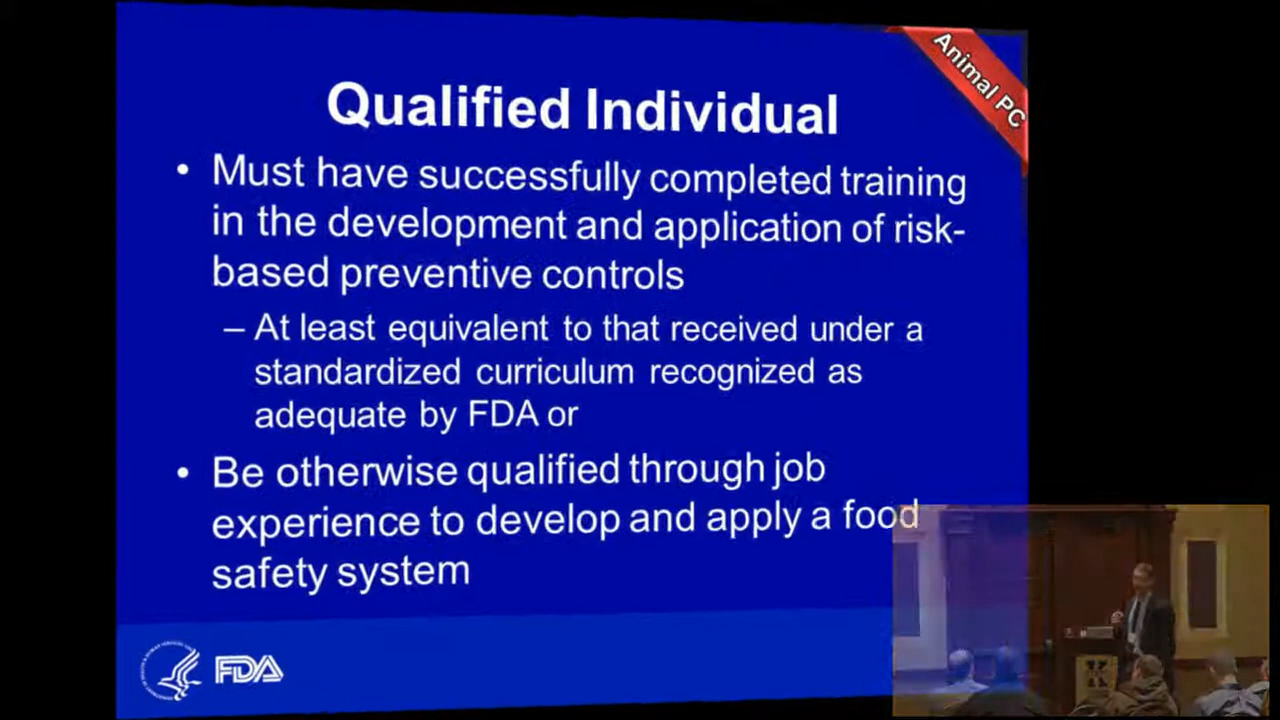 Animal PC
Qualified Individual
• Must have successfully completed training
in the development and application of risk-
based preventive controls
– At least equivalent to that received under a
standardized curriculum recognized as
adequate by FDA or
• Be otherwise qualified through job
experience to develop and apply a food
safety system
FDA